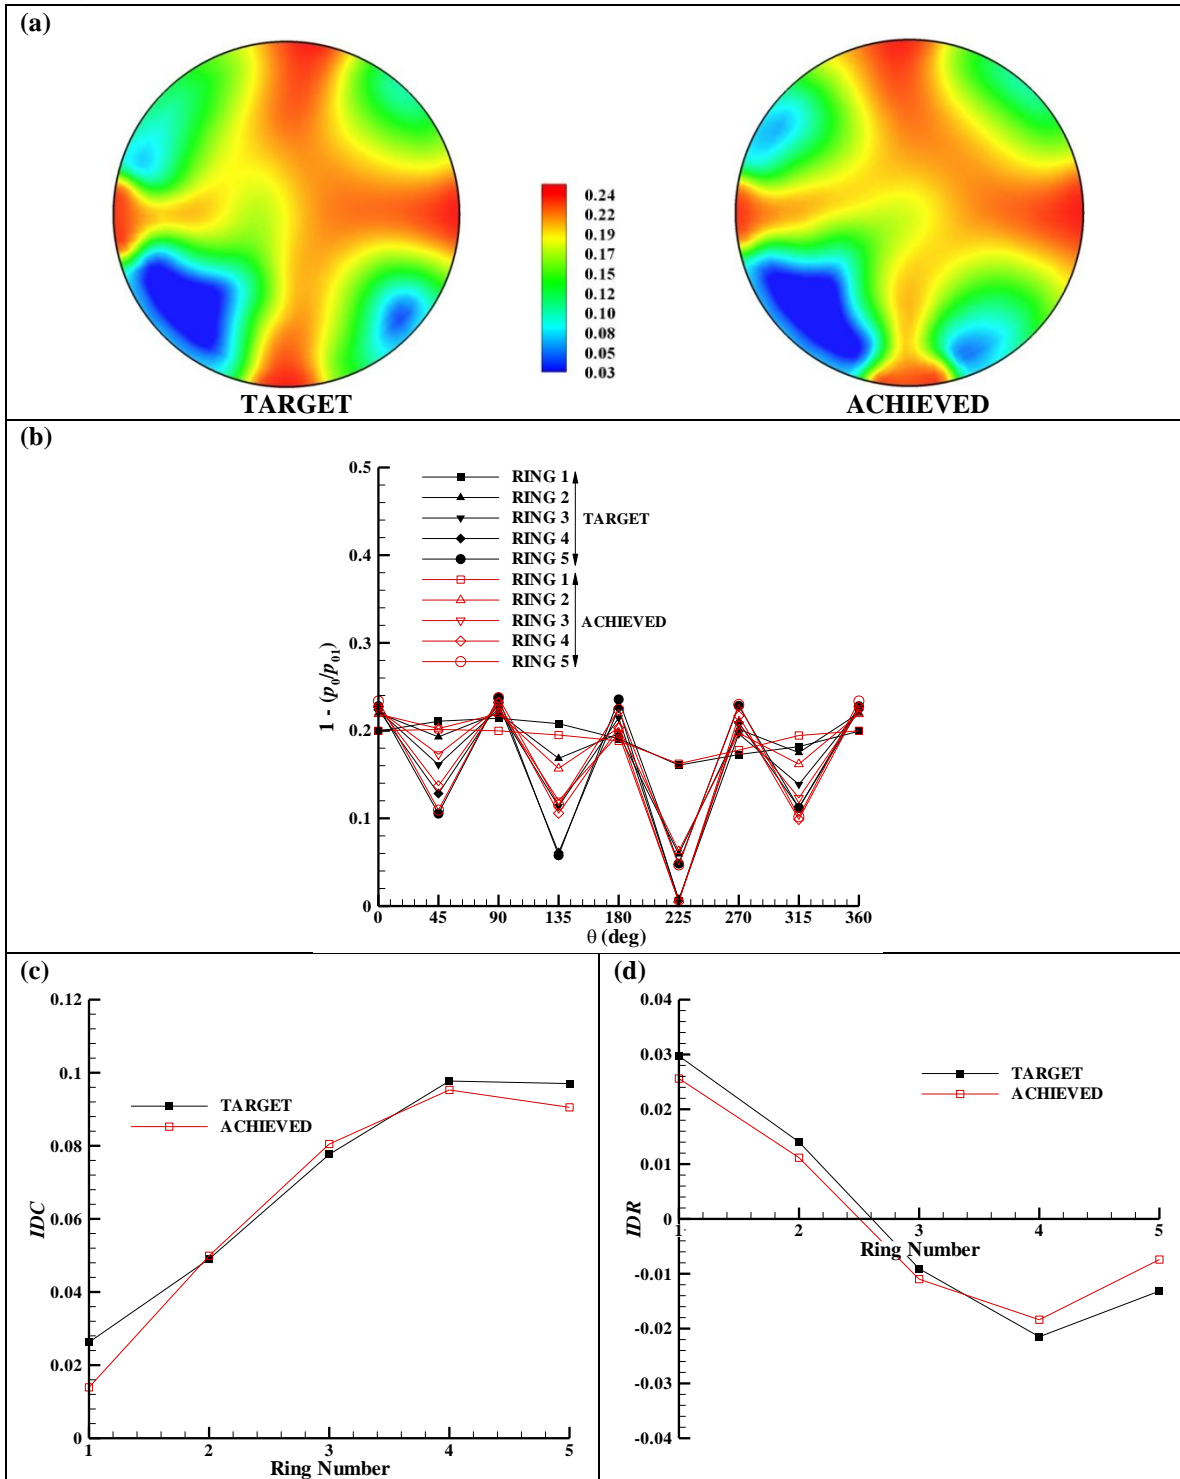 (a)
0.24
0.22
0.19
0.17
0.15
0.12
0.10
0.08
0.05
0.03
TARGET
ACHIEVED
(b)
0.5
0.4
0.3
0.2
0.1
0
1 - (p0/p01)
RING 1
RING 2
RING 3
RING 4
RING 5
TARGET
RING 1
RING 2
RING 3
RING 4
RING 5
ACHIEVED
0 45 90 135 180 225 270 315 360
θ (deg)
(c)
0.12
0.1
0.08
0.06
0.04
0.02
0
IDC
TARGET
ACHIEVED
1 2 3 4 5
Ring Number
(d)
0.04
0.03
0.02
0.01
0
-0.01
-0.02
-0.03
-0.04
IDR
TARGET
ACHIEVED
1 2 3 4 5
Ring Number